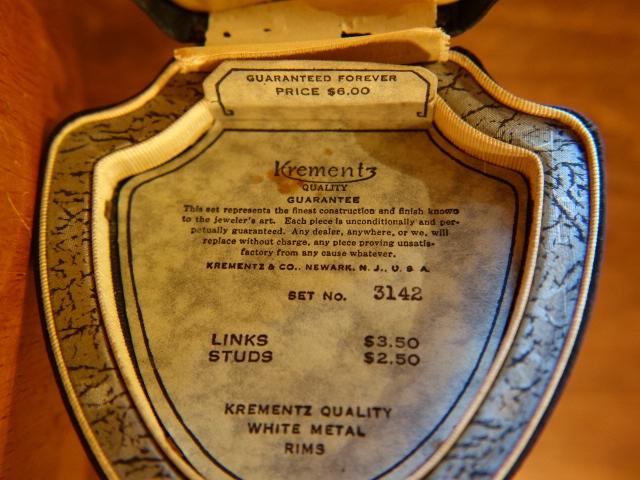 GUARANTEED FOREVER
PRICE $6.00
Krementz
QUALITY
GUARANTEE
This set represents the finest construction and finish known
to the jeweler's art. Each piece is unconditionally and per-
petually guaranteed. Any dealer, anywhere, or we, will
replace without charge, any piece proving unsatis-
factory from any cause whatever.
KREMENTZ & CO., NEWARK, N. J., U. S. A.
SET No. 3142
LINKS $3.50
STUDS $2.50
KREMENTZ QUALITY
WHITE METAL
RIMS